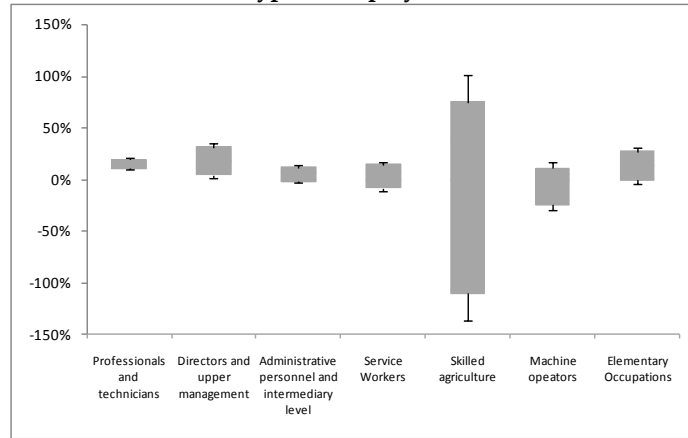 150%
100%
50%
0%
-50%
-100%
-150%
Professionals and technicians
Directors and upper management
Administrative personnel and intermediary level
Service Workers
Skilled agriculture
Machine opeators
Elementary Occupations